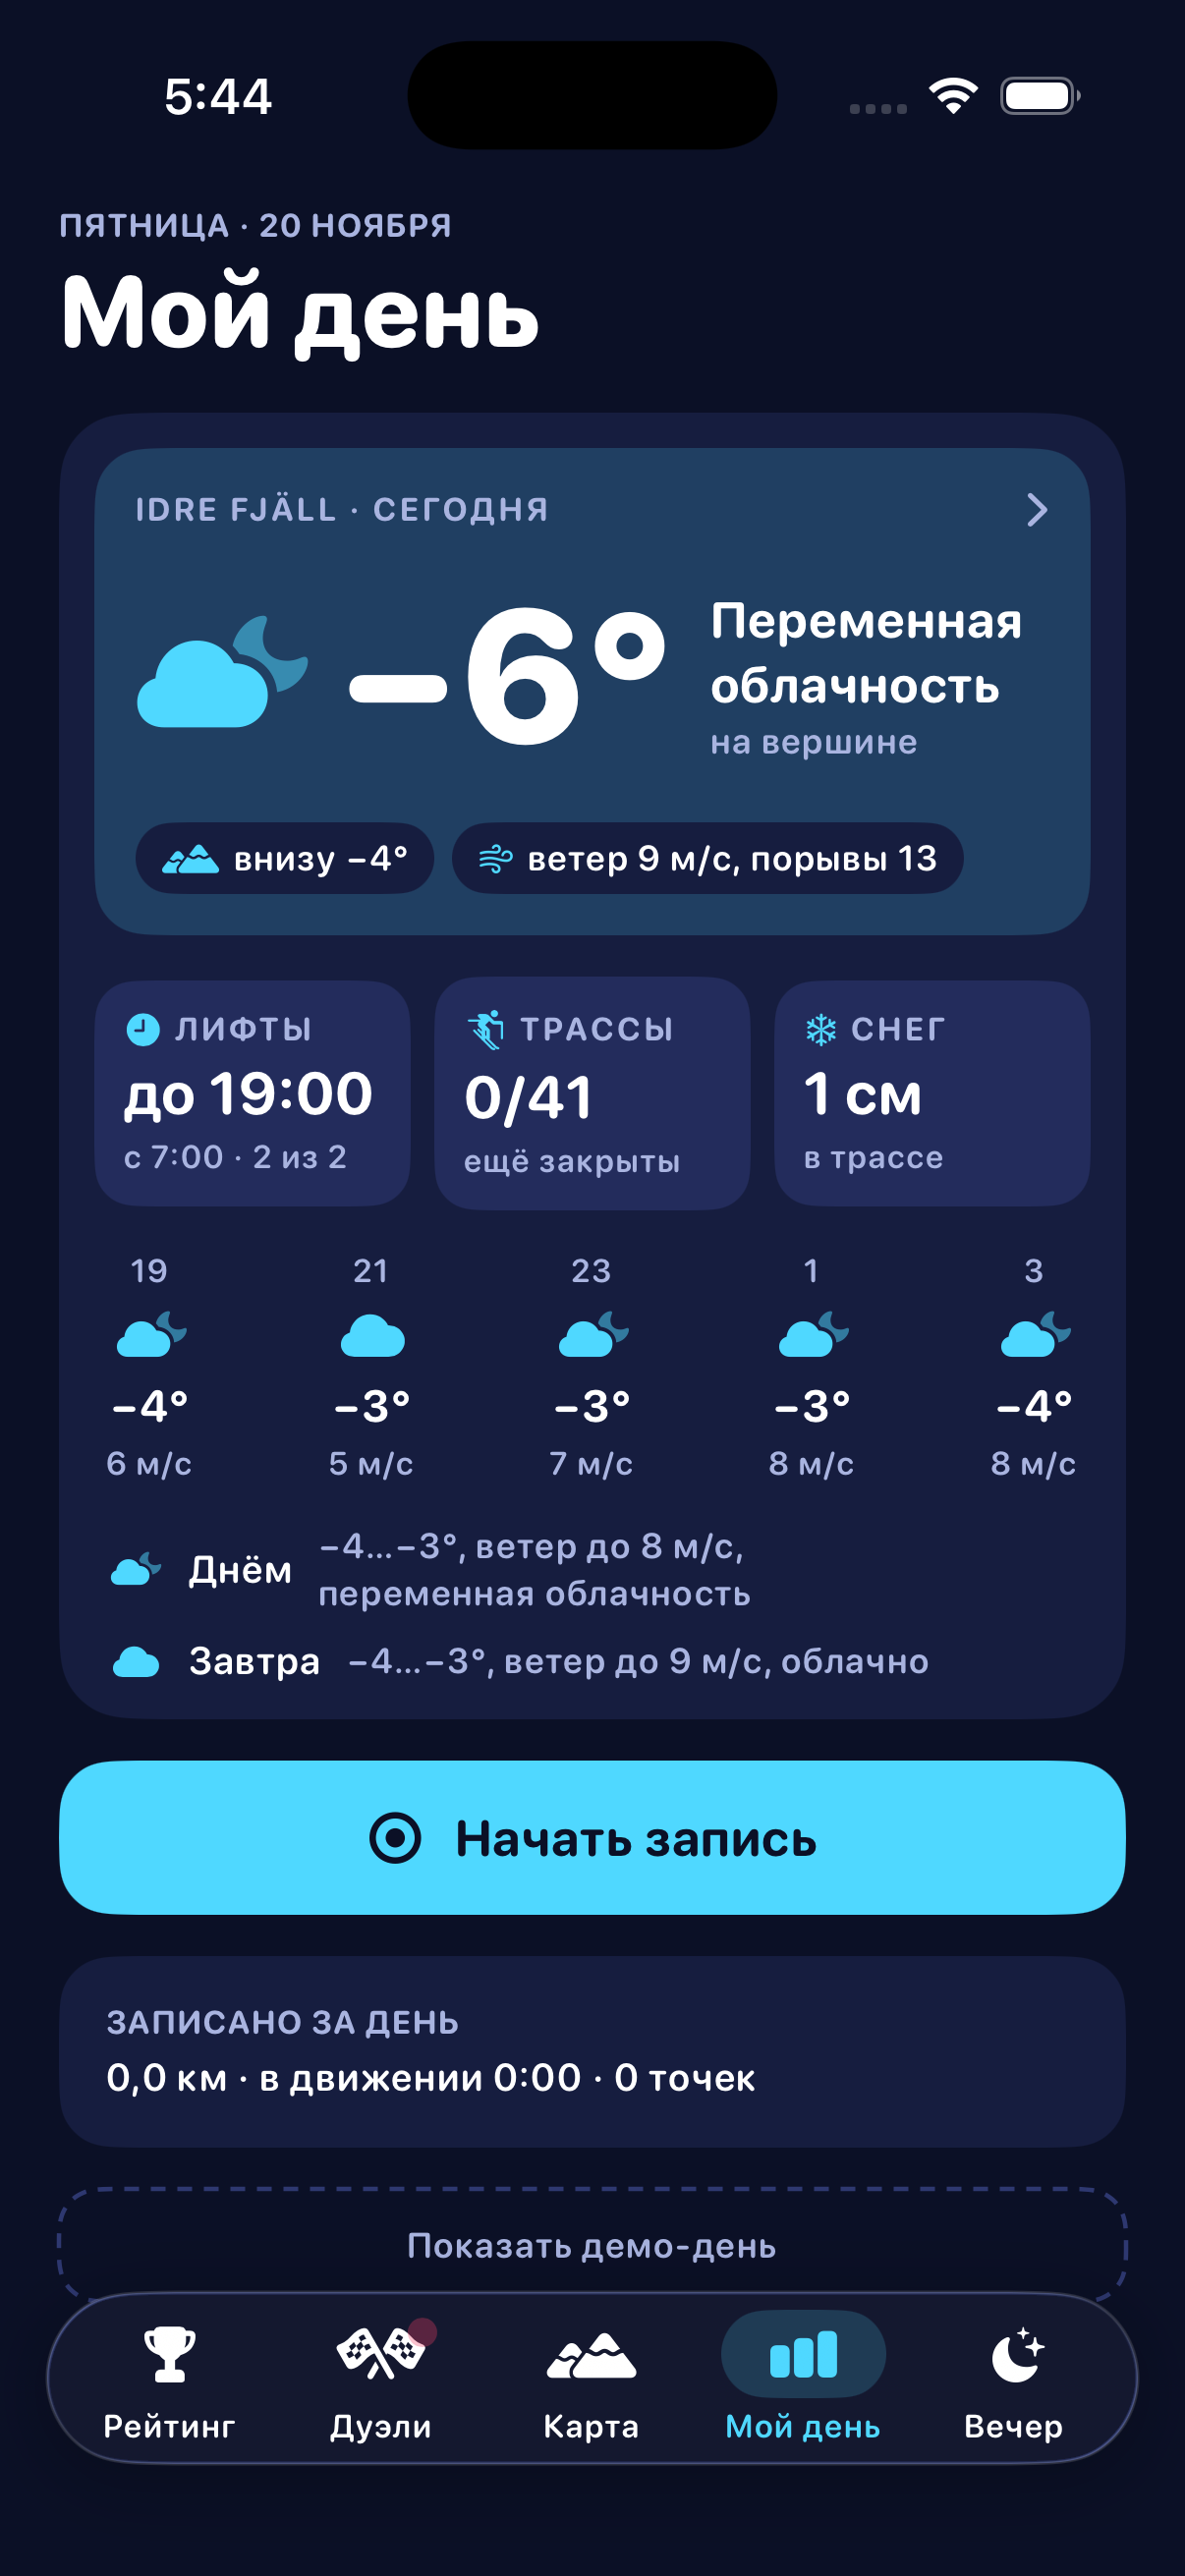 5:44
ПЯТНИЦА · 20 НОЯБРЯ
Мой день
IDRE FJÄLL · СЕГОДНЯ
−6°
Переменная
облачность
на вершине
внизу −4°
ветер 9 м/с, порывы 13
ЛИФТЫ
до 19:00
с 7:00 · 2 из 2
ТРАССЫ
0/41
ещё закрыты
СНЕГ
1 см
в трассе
19 21 23 1 3
−4° −3° −3° −3° −4°
6 м/с 5 м/с 7 м/с 8 м/с 8 м/с
Днём −4…−3°, ветер до 8 м/с,
переменная облачность
Завтра −4…−3°, ветер до 9 м/с, облачно
Начать запись
ЗАПИСАНО ЗА ДЕНЬ
0,0 км · в движении 0:00 · 0 точек
Показать демо-день
Рейтинг Дуэли Карта Мой день Вечер